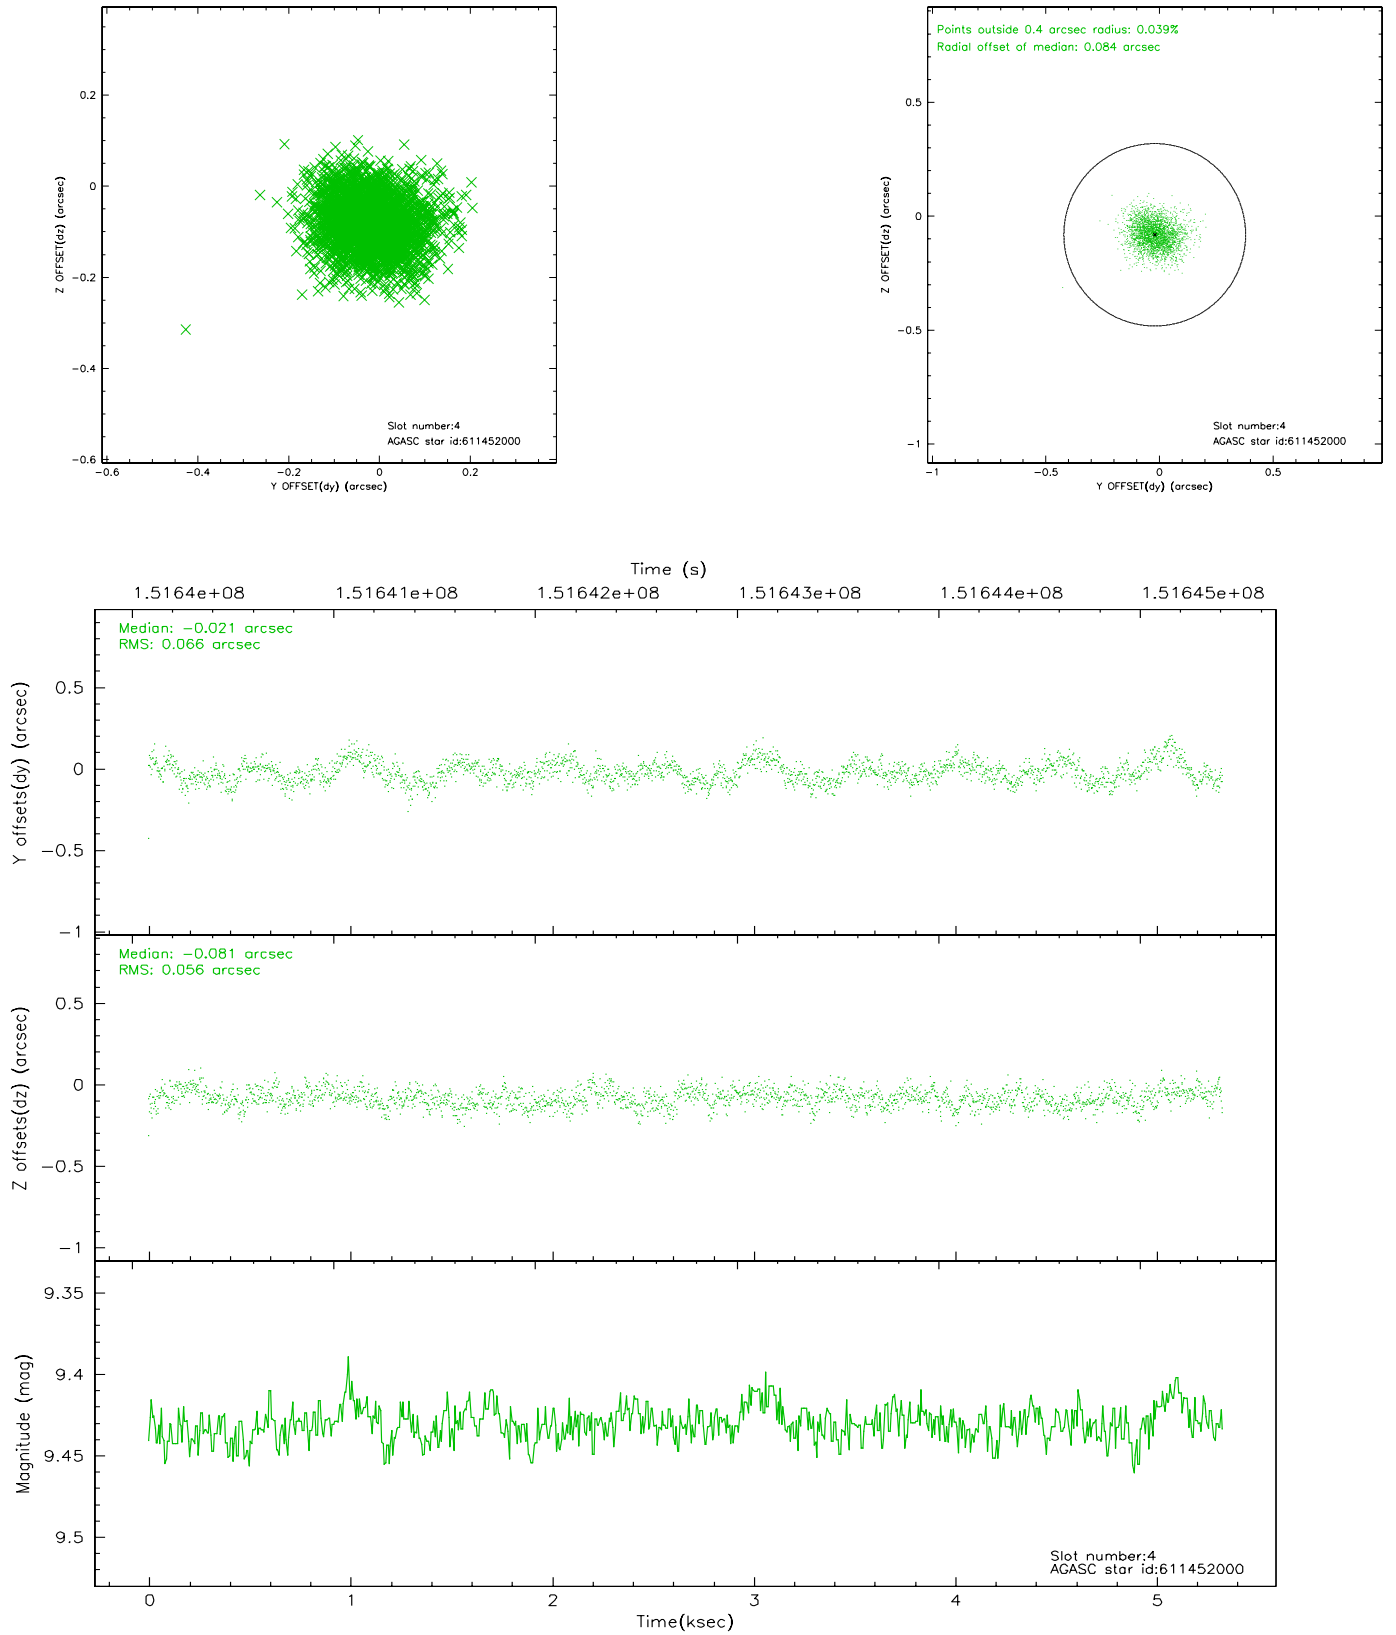 0.2
0
-0.2
-0.4
-0.6
Z OFFSET(dz) (arcsec)
Slot number:4
AGASC star id:611452000
-0.6 -0.4 -0.2 0 0.2
Y OFFSET(dy) (arcsec)
Points outside 0.4 arcsec radius: 0.039%
Radial offset of median: 0.084 arcsec
0.5
0
-0.5
-1
Z OFFSET(dz) (arcsec)
Slot number:4
AGASC star id:611452000
-1 -0.5 0 0.5
Y OFFSET(dy) (arcsec)
Time (s)
1.5164e+08 1.51641e+08 1.51642e+08 1.51643e+08 1.51644e+08 1.51645e+08
Median: -0.021 arcsec
RMS: 0.066 arcsec
0.5
0
-0.5
-1
Y offsets(dy) (arcsec)
Median: -0.081 arcsec
RMS: 0.056 arcsec
0.5
0
-0.5
-1
Z offsets(dz) (arcsec)
9.35
9.4
9.45
9.5
Magnitude (mag)
Slot number:4
AGASC star id:611452000
0 1 2 3 4 5
Time(ksec)